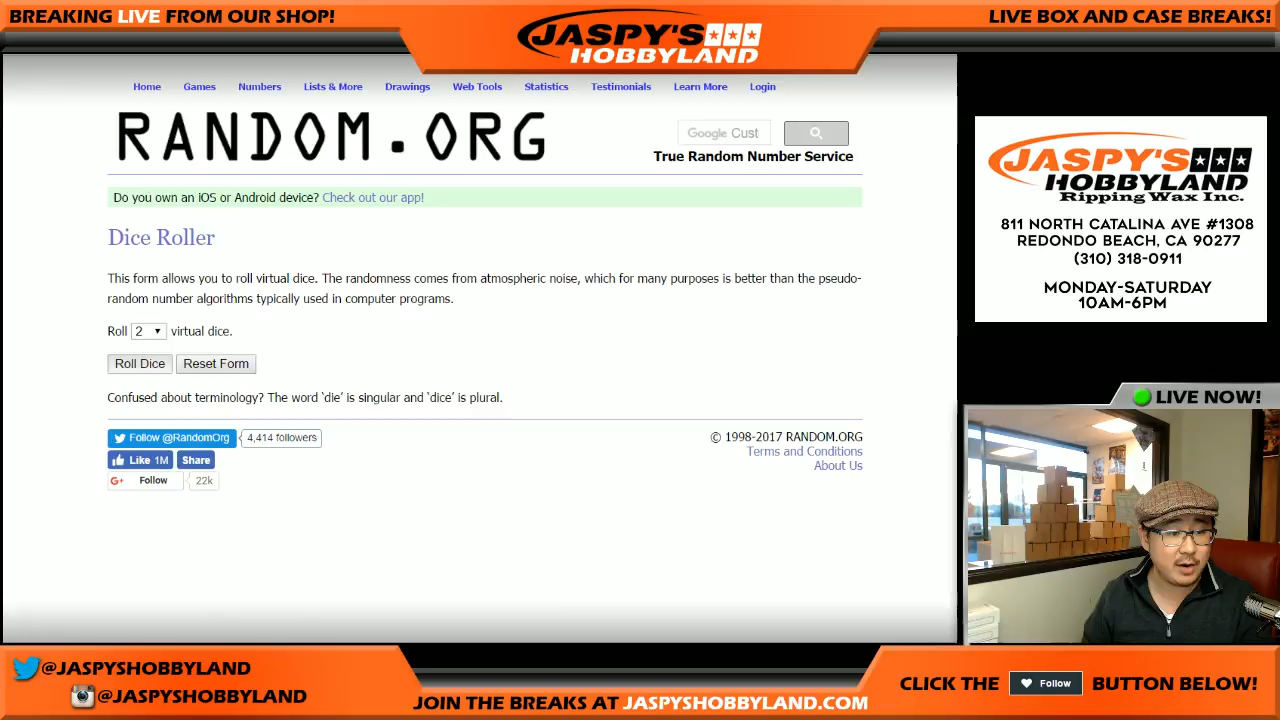 BREAKING LIVE FROM OUR SHOP!
JASPY'S
HOBBYLAND
LIVE BOX AND CASE BREAKS!
Home Games Numbers Lists & More Drawings Web Tools Statistics Testimonials Learn More Login
RANDOM.ORG
Google Cust
True Random Number Service
Do you own an iOS or Android device? Check out our app!
Dice Roller
This form allows you to roll virtual dice. The randomness comes from atmospheric noise, which for many purposes is better than the pseudo-
random number algorithms typically used in computer programs.
Roll 2 virtual dice.
Roll Dice Reset Form
Confused about terminology? The word ‘die’ is singular and ‘dice’ is plural.
Follow @RandomOrg 4,414 followers
Like 1M Share
G+ Follow 22k
© 1998-2017 RANDOM.ORG
Terms and Conditions
About Us
JASPY'S
HOBBYLAND
Ripping Wax Inc.
811 NORTH CATALINA AVE #1308
REDONDO BEACH, CA 90277
(310) 318-0911
MONDAY-SATURDAY
10AM-6PM
LIVE NOW!
@JASPYSHOBBYLAND
@JASPYSHOBBYLAND
JOIN THE BREAKS AT JASPYSHOBBYLAND.COM
CLICK THE Follow BUTTON BELOW!